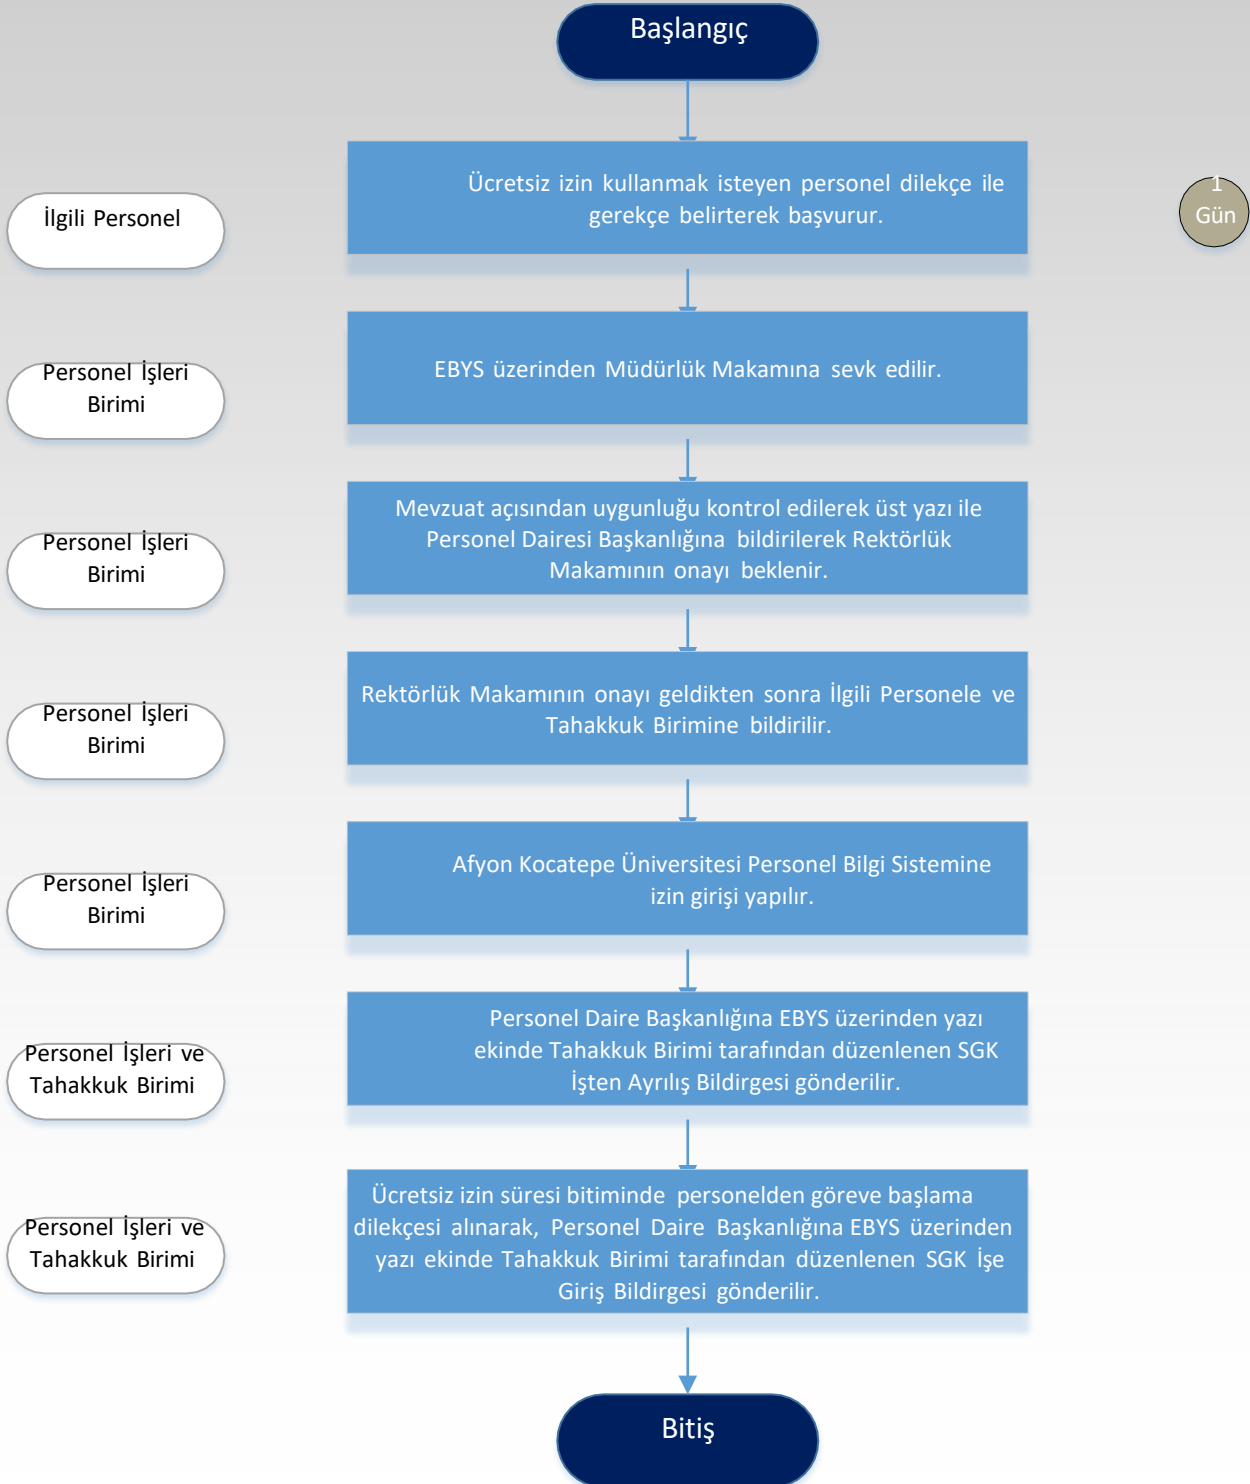 Başlangıç
İlgili Personel
Ücretsiz izin kullanmak isteyen personel dilekçe ile
gerekçe belirterek başvurur.
1
Gün
Personel İşleri
Birimi
EBYS üzerinden Müdürlük Makamına sevk edilir.
Personel İşleri
Birimi
Mevzuat açısından uygunluğu kontrol edilerek üst yazı ile
Personel Dairesi Başkanlığına bildirilerek Rektörlük
Makamının onayı beklenir.
Personel İşleri
Birimi
Rektörlük Makamının onayı geldikten sonra İlgili Personele ve
Tahakkuk Birimine bildirilir.
Personel İşleri
Birimi
Afyon Kocatepe Üniversitesi Personel Bilgi Sistemine
izin girişi yapılır.
Personel İşleri ve
Tahakkuk Birimi
Personel Daire Başkanlığına EBYS üzerinden yazı
ekinde Tahakkuk Birimi tarafından düzenlenen SGK
İşten Ayrılış Bildirgesi gönderilir.
Personel İşleri ve
Tahakkuk Birimi
Ücretsiz izin süresi bitiminde personelden göreve başlama
dilekçesi alınarak, Personel Daire Başkanlığına EBYS üzerinden
yazı ekinde Tahakkuk Birimi tarafından düzenlenen SGK İşe
Giriş Bildirgesi gönderilir.
Bitiş